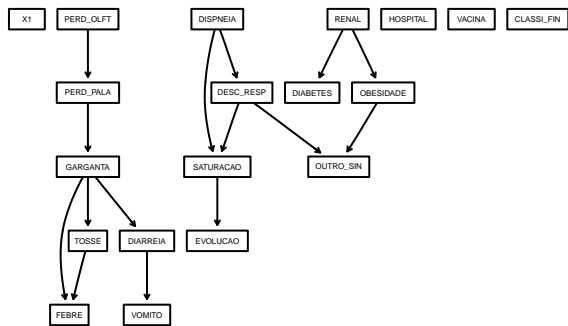 X1
PERD_OLFT
DISPNEIA
RENAL
HOSPITAL
VACINA
CLASSI_FIN
PERD_PALA
DESC_RESP
DIABETES
OBESIDADE
GARGANTA
SATURACAO
OUTRO_SIN
TOSSE
DIARREIA
EVOLUCAO
FEBRE
VOMITO